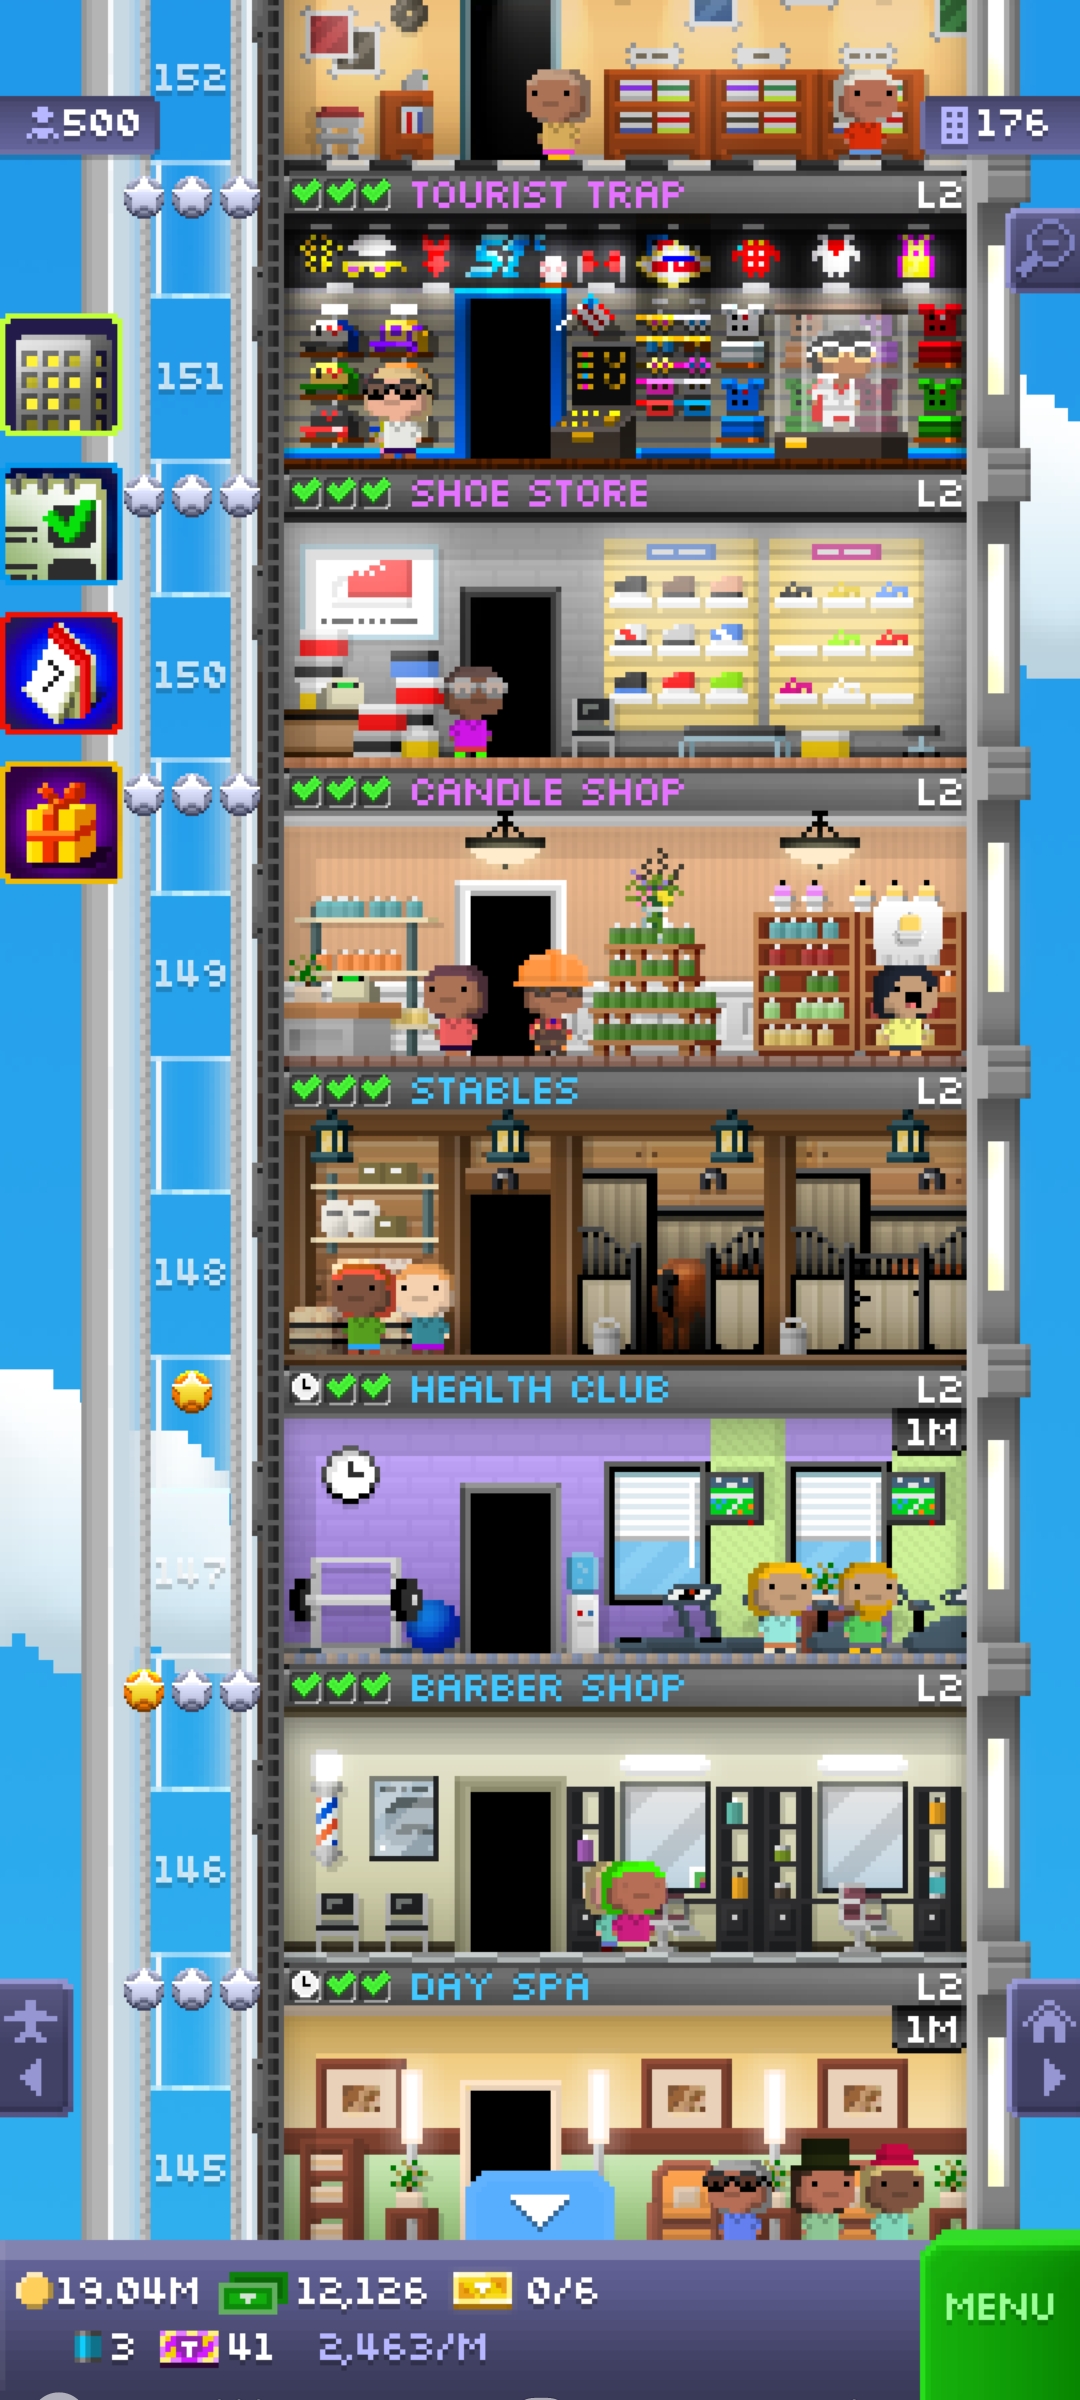 152
500
176
TOURIST TRAP L2
151
SHOE STORE L2
150
CANDLE SHOP L2
149
STABLES L2
148
HEALTH CLUB L2
1M
147
BARBER SHOP L2
146
DAY SPA L2
1M
145
19.04M 12,126 0/6
3 41 2,463/M
MENU